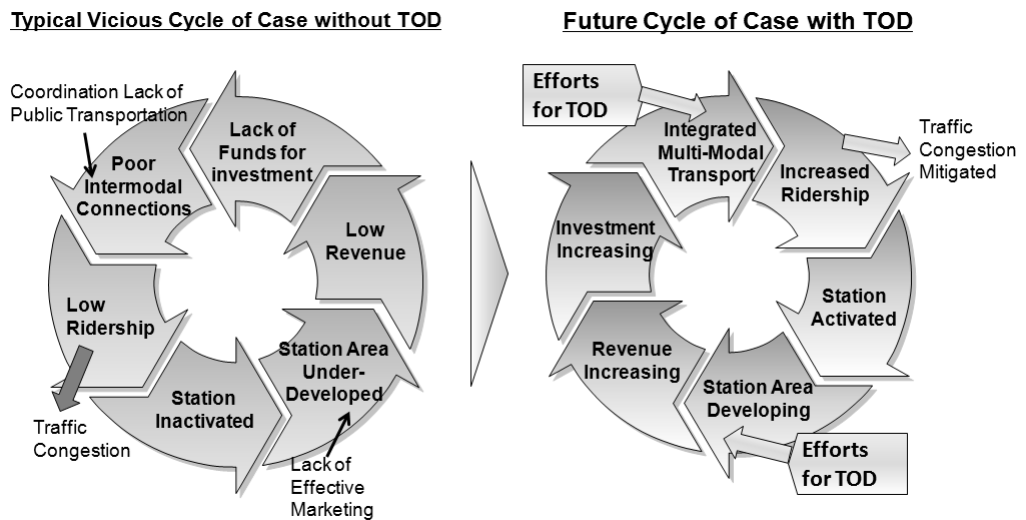 Typical Vicious Cycle of Case without TOD
Coordination Lack of
Public Transportation
Lack of
Funds for
investment
Poor
Intermodal
Connections
Low
Revenue
Low
Ridership
Station Area
Under-
Developed
Station
Inactivated
Traffic
Congestion
Lack of
Effective
Marketing
Future Cycle of Case with TOD
Efforts
for TOD
Integrated
Multi-Modal
Transport
Increased
Ridership
Traffic
Congestion
Mitigated
Investment
Increasing
Station
Activated
Revenue
Increasing
Station Area
Developing
Efforts
for TOD